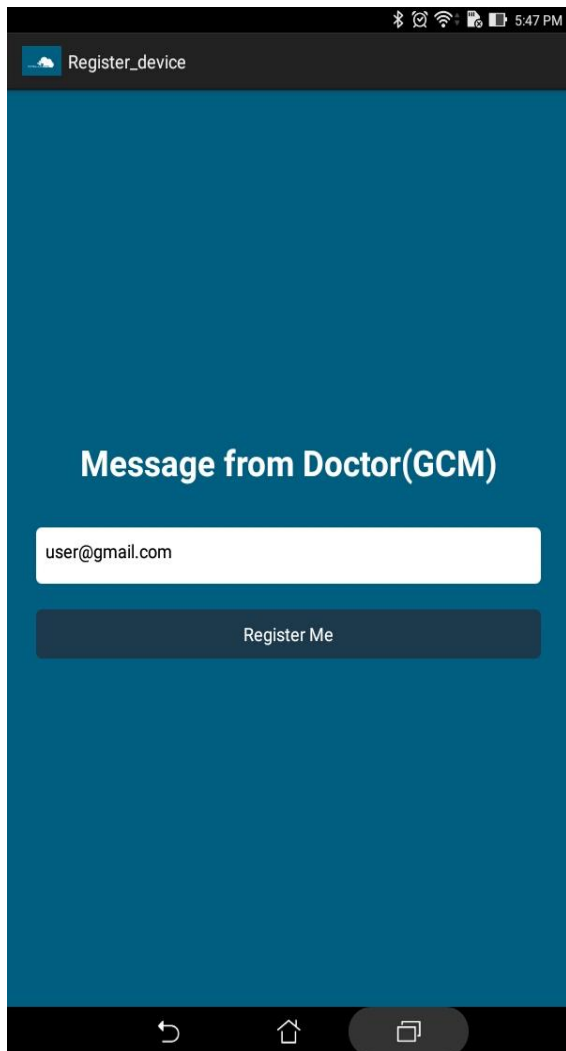 5:47 PM
Register_device
Message from Doctor(GCM)
user@gmail.com
Register Me